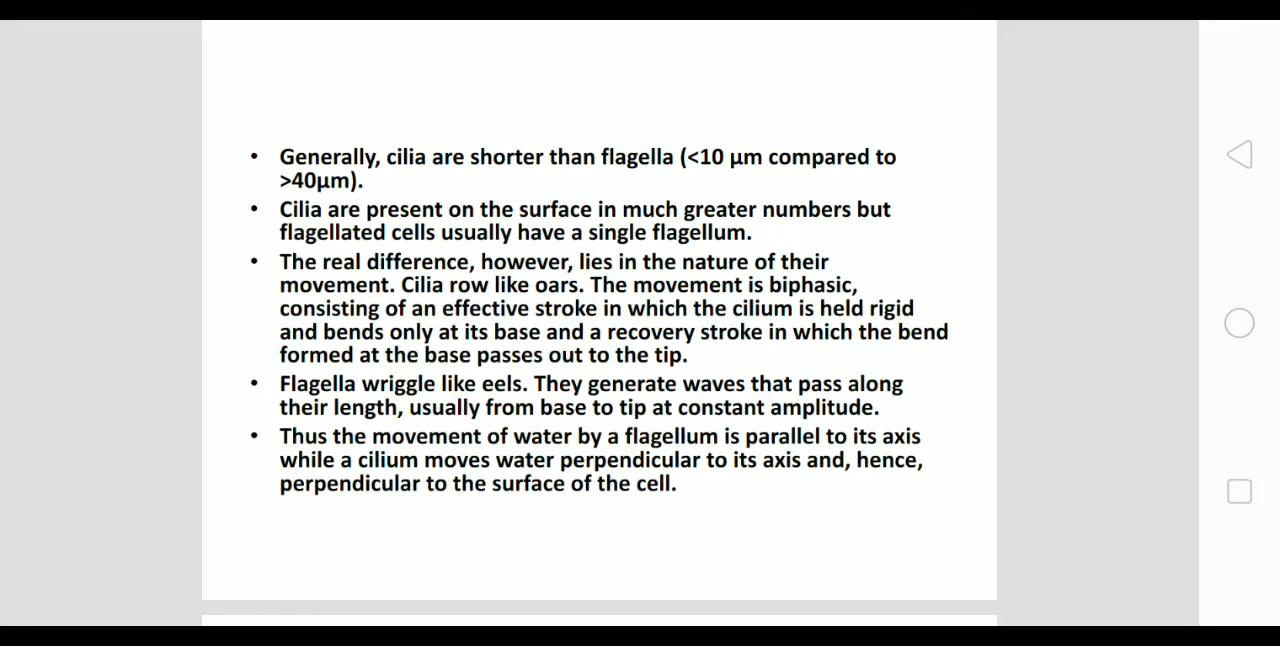 • Generally, cilia are shorter than flagella (<10 μm compared to
>40μm).
• Cilia are present on the surface in much greater numbers but
flagellated cells usually have a single flagellum.
• The real difference, however, lies in the nature of their
movement. Cilia row like oars. The movement is biphasic,
consisting of an effective stroke in which the cilium is held rigid
and bends only at its base and a recovery stroke in which the bend
formed at the base passes out to the tip.
• Flagella wriggle like eels. They generate waves that pass along
their length, usually from base to tip at constant amplitude.
• Thus the movement of water by a flagellum is parallel to its axis
while a cilium moves water perpendicular to its axis and, hence,
perpendicular to the surface of the cell.